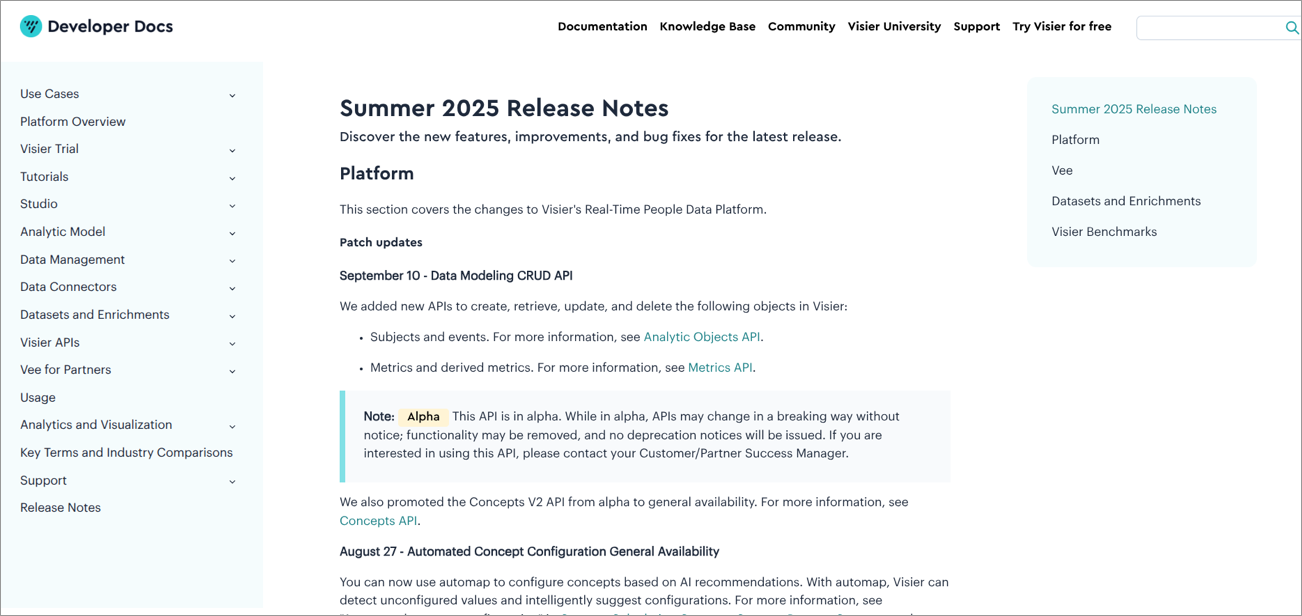 Developer Docs
Documentation Knowledge Base Community Visier University Support Try Visier for free
Use Cases
Platform Overview
Visier Trial
Tutorials
Studio
Analytic Model
Data Management
Data Connectors
Datasets and Enrichments
Visier APIs
Vee for Partners
Usage
Analytics and Visualization
Key Terms and Industry Comparisons
Support
Release Notes
Summer 2025 Release Notes
Discover the new features, improvements, and bug fixes for the latest release.
Platform
This section covers the changes to Visier's Real-Time People Data Platform.
Patch updates
September 10 - Data Modeling CRUD API
We added new APIs to create, retrieve, update, and delete the following objects in Visier:
• Subjects and events. For more information, see Analytic Objects API.
• Metrics and derived metrics. For more information, see Metrics API.
Note: Alpha This API is in alpha. While in alpha, APIs may change in a breaking way without
notice; functionality may be removed, and no deprecation notices will be issued. If you are
interested in using this API, please contact your Customer/Partner Success Manager.
We also promoted the Concepts V2 API from alpha to general availability. For more information, see
Concepts API.
August 27 - Automated Concept Configuration General Availability
You can now use automap to configure concepts based on AI recommendations. With automap, Visier can
detect unconfigured values and intelligently suggest configurations. For more information, see
Summer 2025 Release Notes
Platform
Vee
Datasets and Enrichments
Visier Benchmarks